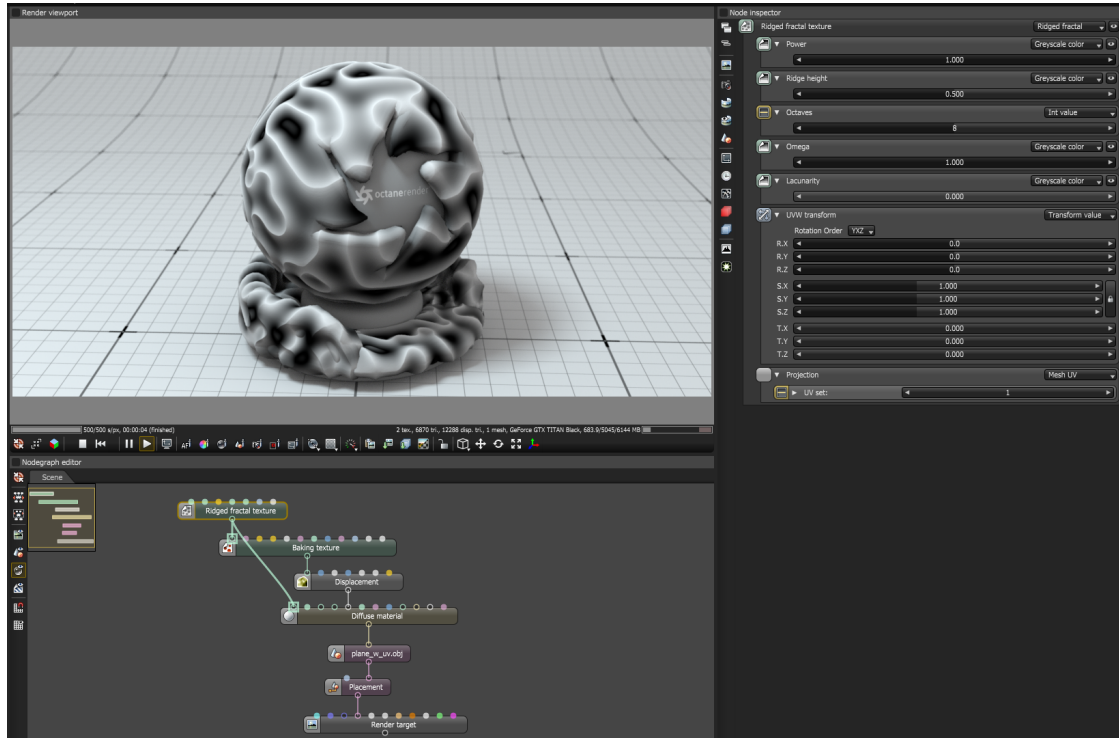 Render viewport
octanerender
500/500 s/px, 00:00:04 (finished)
2 tex., 6870 tri., 12288 disp. tri., 1 mesh, GeForce GTX TITAN Black, 683.9/5045/6144 MB
Nodegraph editor
Scene
Ridged fractal texture
Baking texture
Displacement
Diffuse material
plane_w_uv.obj
Placement
Render target
Node inspector
Ridged fractal texture Ridged fractal
Power Greyscale color
1.000
Ridge height Greyscale color
0.500
Octaves Int value
8
Omega Greyscale color
1.000
Lacunarity Greyscale color
0.000
UVW transform Transform value
Rotation Order YXZ
R.X 0.0
R.Y 0.0
R.Z 0.0
S.X 1.000
S.Y 1.000
S.Z 1.000
T.X 0.000
T.Y 0.000
T.Z 0.000
Projection Mesh UV
UV set: 1